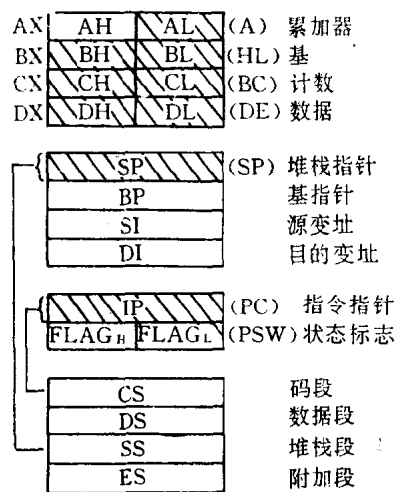 AX AH AL (A) 累加器
BX BH BL (HL) 基
CX CH CL (BC) 计数
DX DH DL (DE) 数据
SP (SP) 堆栈指针
BP 基指针
SI 源变址
DI 目的变址
IP (PC) 指令指针
FLAGH FLAGL (PSW) 状态标志
CS 码段
DS 数据段
SS 堆栈段
ES 附加段